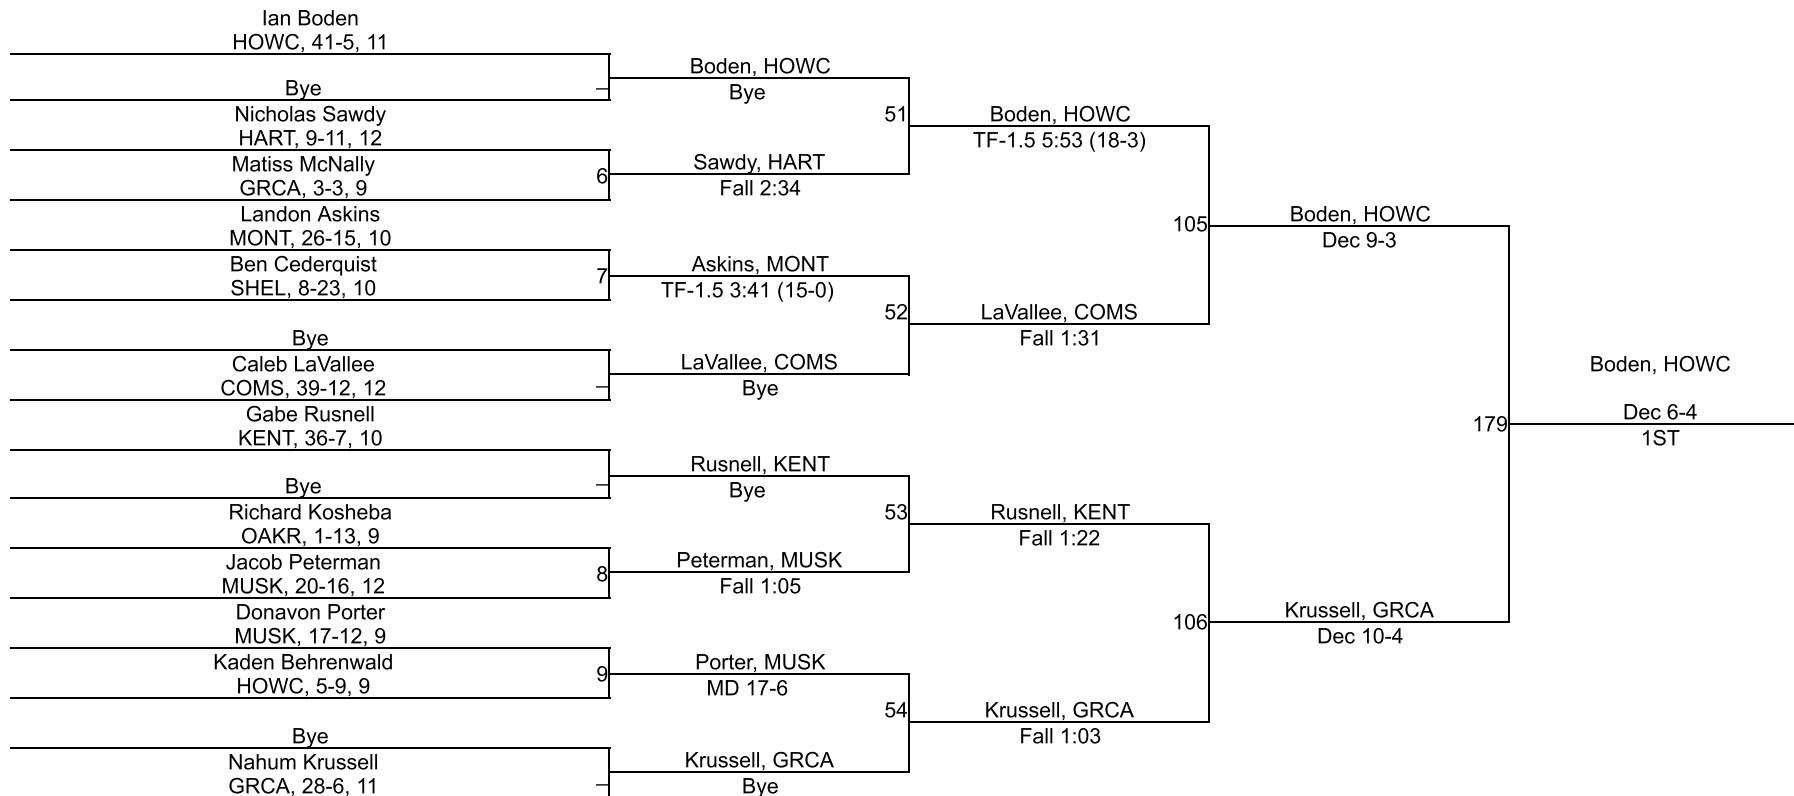 Ian Boden
HOWC, 41-5, 11
Bye
Nicholas Sawdy
HART, 9-11, 12
Matiss McNally
GRCA, 3-3, 9
Landon Askins
MONT, 26-15, 10
Ben Cederquist
SHEL, 8-23, 10
Bye
Caleb LaVallee
COMS, 39-12, 12
Gabe Rusnell
KENT, 36-7, 10
Bye
Richard Kosheba
OAKR, 1-13, 9
Jacob Peterman
MUSK, 20-16, 12
Donavon Porter
MUSK, 17-12, 9
Kaden Behrenwald
HOWC, 5-9, 9
Bye
Nahum Krussell
GRCA, 28-6, 11
Boden, HOWC
Bye
6
Sawdy, HART
Fall 2:34
7
Askins, MONT
TF-1.5 3:41 (15-0)
LaVallee, COMS
Bye
Rusnell, KENT
Bye
8
Peterman, MUSK
Fall 1:05
9
Porter, MUSK
MD 17-6
Krussell, GRCA
Bye
51
Boden, HOWC
TF-1.5 5:53 (18-3)
52
LaVallee, COMS
Fall 1:31
53
Rusnell, KENT
Fall 1:22
54
Krussell, GRCA
Fall 1:03
105
Boden, HOWC
Dec 9-3
106
Krussell, GRCA
Dec 10-4
179
Boden, HOWC
Dec 6-4
1ST